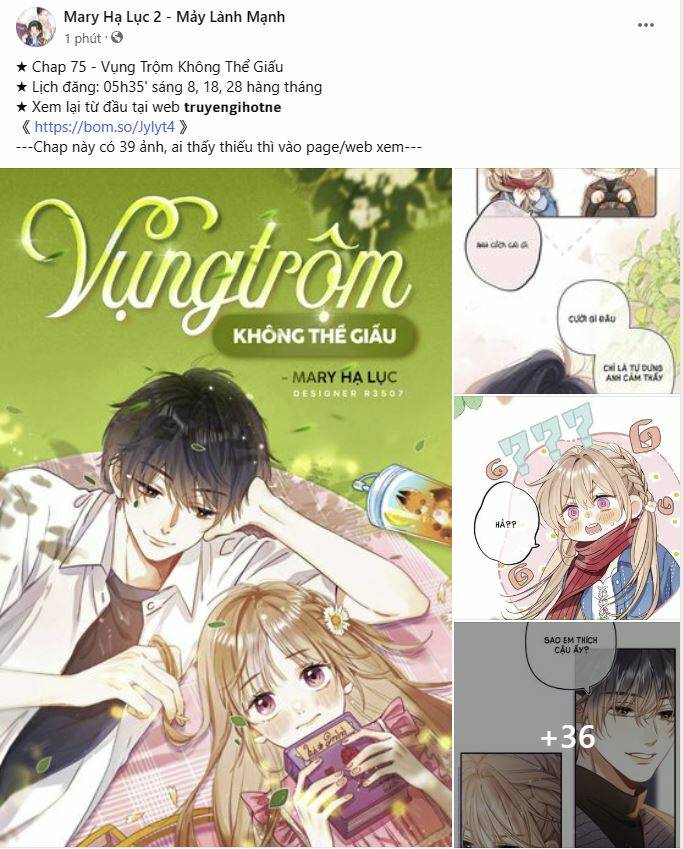 Mary Hạ Lục 2 - Mảy Lành Mạnh
1 phút ·
★ Chap 75 - Vụng Trộm Không Thể Giấu
★ Lịch đăng: 05h35' sáng 8, 18, 28 hàng tháng
★ Xem lại từ đầu tại web truyengihotne
《 https://bom.so/Jylyt4 》
---Chap này có 39 ảnh, ai thấy thiếu thì vào page/web xem---
Vụng trộm
KHÔNG THỂ GIẤU
- MARY HẠ LỤC
DESIGNER R3507
ANH CƯỜI CÁI GÌ
CƯỜI GÌ ĐÂU
CHỈ LÀ TỰ DƯNG
ANH CẢM THẤY
???
HẢ??
SAO EM THÍCH
CẬU ẤY?
+36